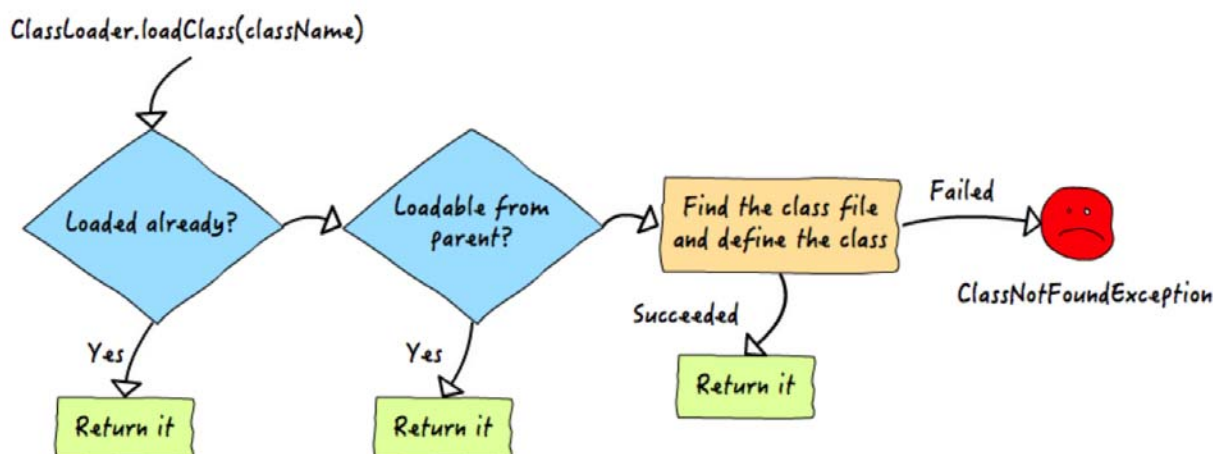 ClassLoader.loadClass(className)
Loaded already?
Yes
Return it
Loadable from
parent?
Yes
Return it
Find the class file
and define the class
Succeeded
Return it
Failed
ClassNotFoundException